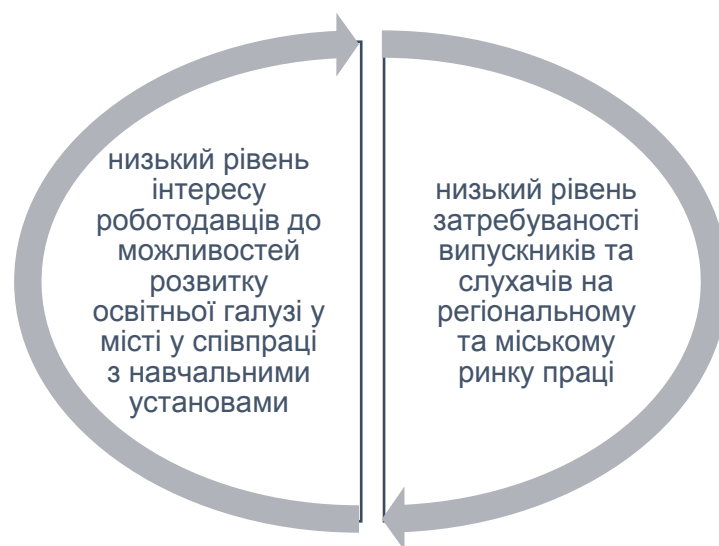 низький рівень
інтересу
роботодавців до
можливостей
розвитку
освітньої галузі у
місті у співпраці
з навчальними
установами
низький рівень
затребуваності
випускників та
слухачів на
регіональному
та міському
ринку праці